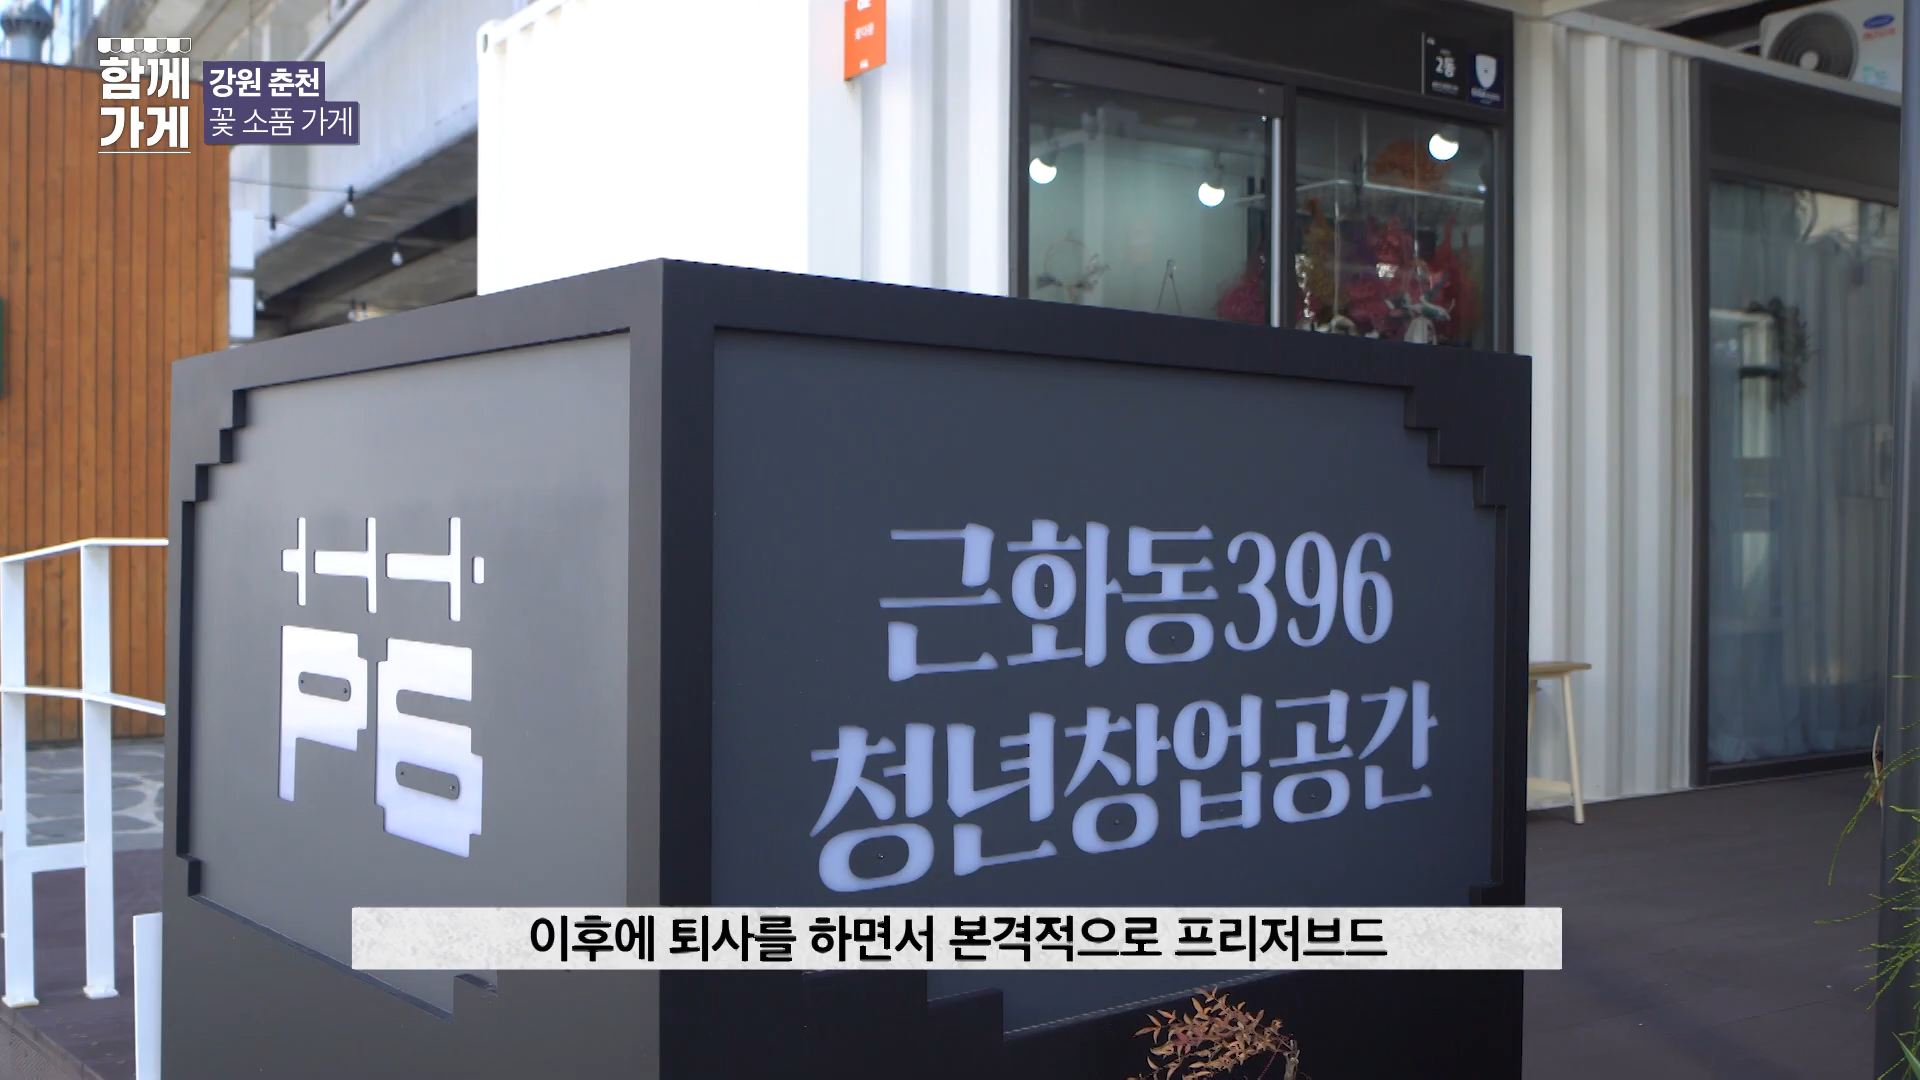 함께
가게
강원 춘천
꽃 소품 가게
2동
근화동396
청년창업공간
이후에 퇴사를 하면서 본격적으로 프리저브드